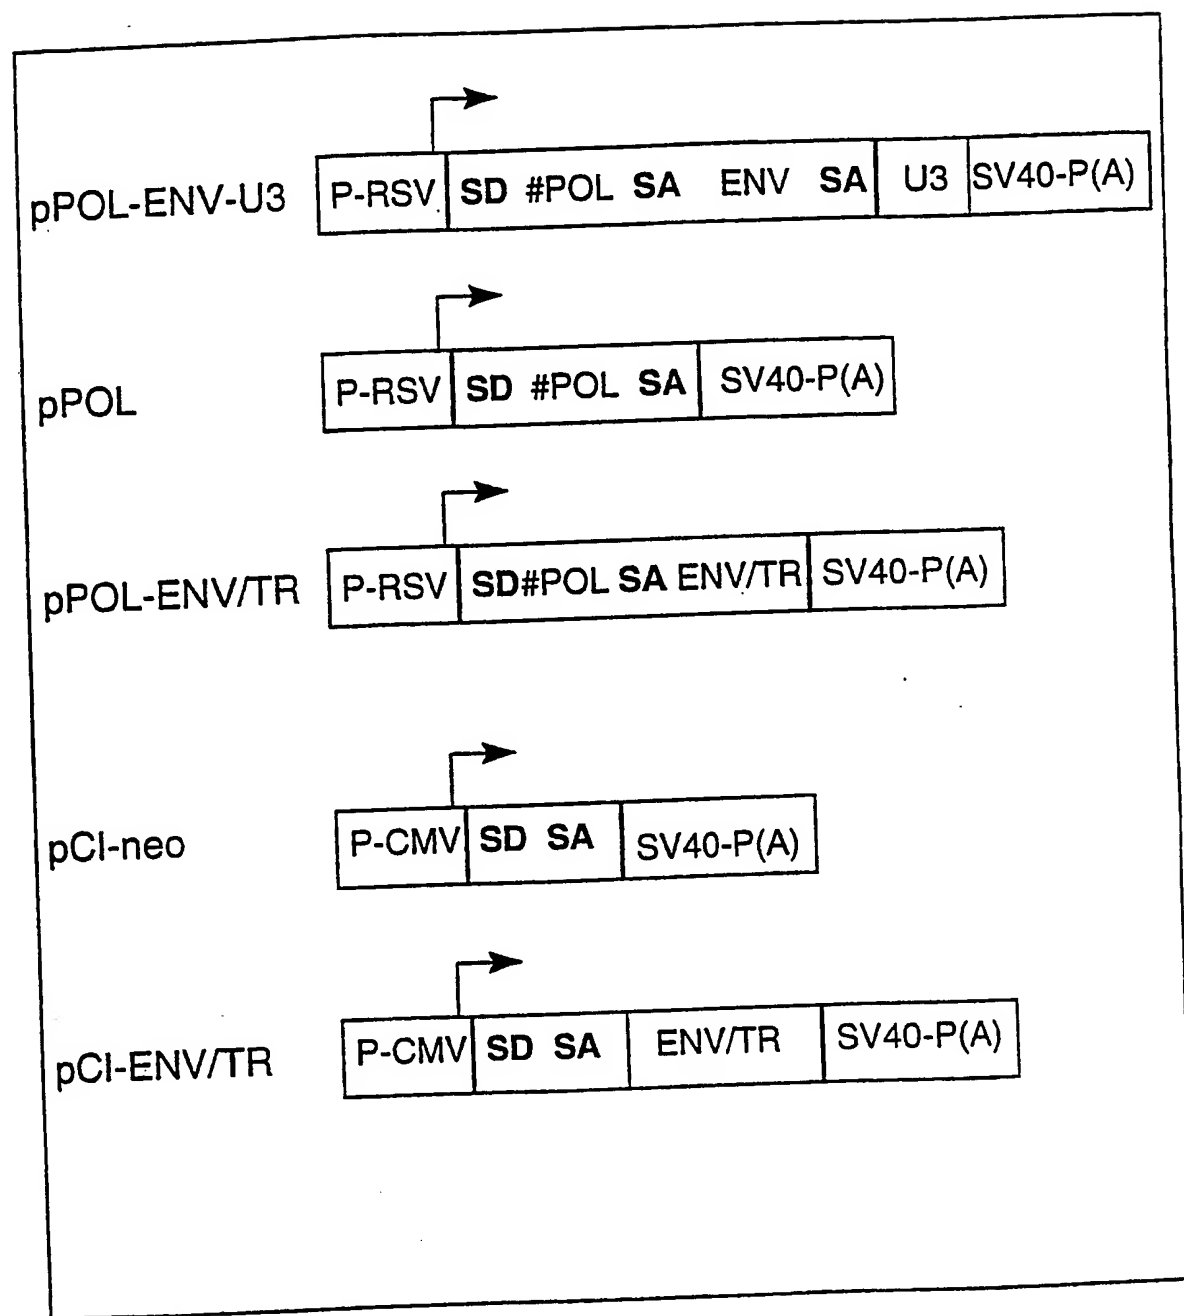 pPOL-ENV-U3 P-RSV SD #POL SA ENV SA U3 SV40-P(A)
pPOL P-RSV SD #POL SA SV40-P(A)
pPOL-ENV/TR P-RSV SD#POL SA ENV/TR SV40-P(A)
pCI-neo P-CMV SD SA SV40-P(A)
pCI-ENV/TR P-CMV SD SA ENV/TR SV40-P(A)